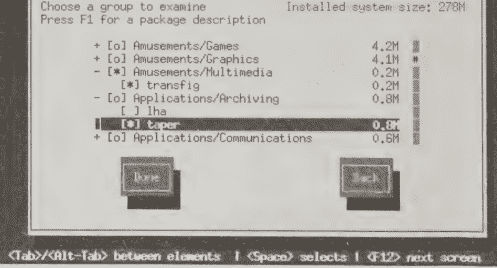 Choose a group to examine Installed system size: 278M
Press F1 for a package description
+ [o] Amusements/Games 4.2M
+ [o] Amusements/Graphics 4.1M #
- [*] Amusements/Multimedia 0.2M
[*] transfig 0.2M
- [o] Applications/Archiving 0.8M
[ ] lha
[*] taper 0.8M
+ [o] Applications/Communications 0.6M
Done Back
<Tab>/<Alt-Tab> between elements | <Space> selects | <F12> next screen